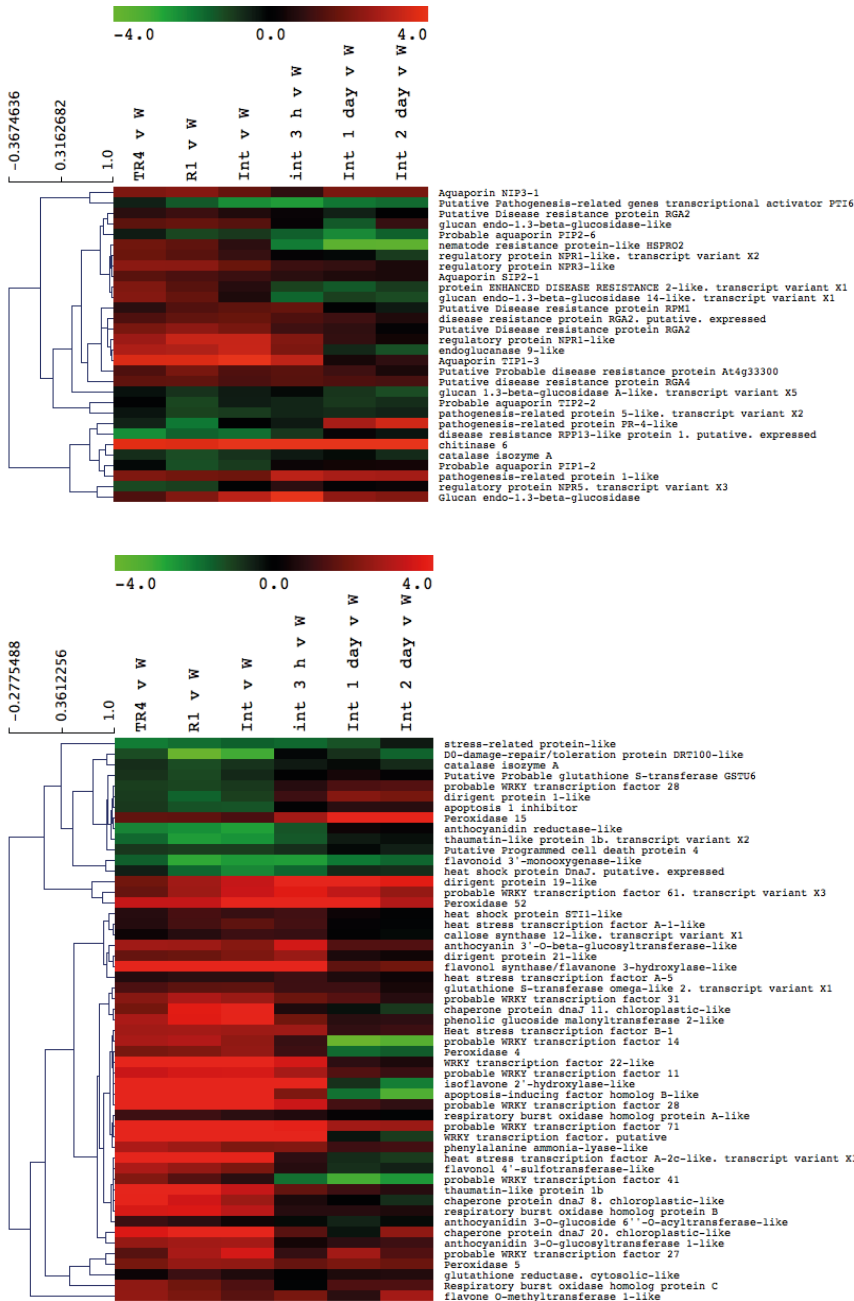 -4.0 0.0 4.0
-0.3674636
0.3162682
1.0
TR4 v W
R1 v W
Int v W
int 3 h v W
Int 1 day v W
Int 2 day v W
Aquaporin NIP3-1
Putative Pathogenesis-related genes transcriptional activator PTI6
Putative Disease resistance protein RGA2
glucan endo-1.3-beta-glucosidase-like
Probable aquaporin PIP2-6
nematode resistance protein-like HSPRO2
regulatory protein NPR1-like. transcript variant X2
regulatory protein NPR3-like
Aquaporin SIP2-1
protein ENHANCED DISEASE RESISTANCE 2-like. transcript variant X1
glucan endo-1.3-beta-glucosidase 14-like. transcript variant X1
Putative Disease resistance protein RPM1
disease resistance protein RGA2. putative. expressed
Putative Disease resistance protein RGA2
regulatory protein NPR1-like
endoglucanase 9-like
Aquaporin TIP1-3
Putative Probable disease resistance protein At4g33300
Putative disease resistance protein RGA4
glucan 1.3-beta-glucosidase A-like. transcript variant X5
Probable aquaporin TIP2-2
pathogenesis-related protein 5-like. transcript variant X2
pathogenesis-related protein PR-4-like
disease resistance RPP13-like protein 1. putative. expressed
chitinase 6
catalase isozyme A
Probable aquaporin PIP1-2
pathogenesis-related protein 1-like
regulatory protein NPR5. transcript variant X3
Glucan endo-1.3-beta-glucosidase
-4.0 0.0 4.0
-0.2775488
0.3612256
1.0
TR4 v W
R1 v W
Int v W
int 3 h v W
Int 1 day v W
Int 2 day v W
stress-related protein-like
D0-damage-repair/toleration protein DRT100-like
catalase isozyme A
Putative Probable glutathione S-transferase GSTU6
probable WRKY transcription factor 28
dirigent protein 1-like
apoptosis 1 inhibitor
Peroxidase 15
anthocyanidin reductase-like
thaumatin-like protein 1b. transcript variant X2
Putative Programmed cell death protein 4
flavonoid 3'-monooxygenase-like
heat shock protein DnaJ. putative. expressed
dirigent protein 19-like
probable WRKY transcription factor 61. transcript variant X3
Peroxidase 52
heat shock protein STI1-like
heat stress transcription factor A-1-like
callose synthase 12-like. transcript variant X1
anthocyanin 3'-O-beta-glucosyltransferase-like
dirigent protein 21-like
flavonol synthase/flavanone 3-hydroxylase-like
heat stress transcription factor A-5
glutathione S-transferase omega-like 2. transcript variant X1
probable WRKY transcription factor 31
chaperone protein dnaJ 11. chloroplastic-like
phenolic glucoside malonyltransferase 2-like
Heat stress transcription factor B-1
probable WRKY transcription factor 14
Peroxidase 4
WRKY transcription factor 22-like
probable WRKY transcription factor 11
isoflavone 2'-hydroxylase-like
apoptosis-inducing factor homolog B-like
probable WRKY transcription factor 28
respiratory burst oxidase homolog protein A-like
probable WRKY transcription factor 71
WRKY transcription factor. putative
phenylalanine ammonia-lyase-like
heat stress transcription factor A-2c-like. transcript variant X
flavonol 4'-sulfotransferase-like
probable WRKY transcription factor 41
thaumatin-like protein 1b
chaperone protein dnaJ 8. chloroplastic-like
respiratory burst oxidase homolog protein B
anthocyanidin 3-O-glucoside 6''-O-acyltransferase-like
chaperone protein dnaJ 20. chloroplastic-like
anthocyanidin 3-O-glucosyltransferase 1-like
probable WRKY transcription factor 27
Peroxidase 5
glutathione reductase. cytosolic-like
Respiratory burst oxidase homolog protein C
flavone O-methyltransferase 1-like